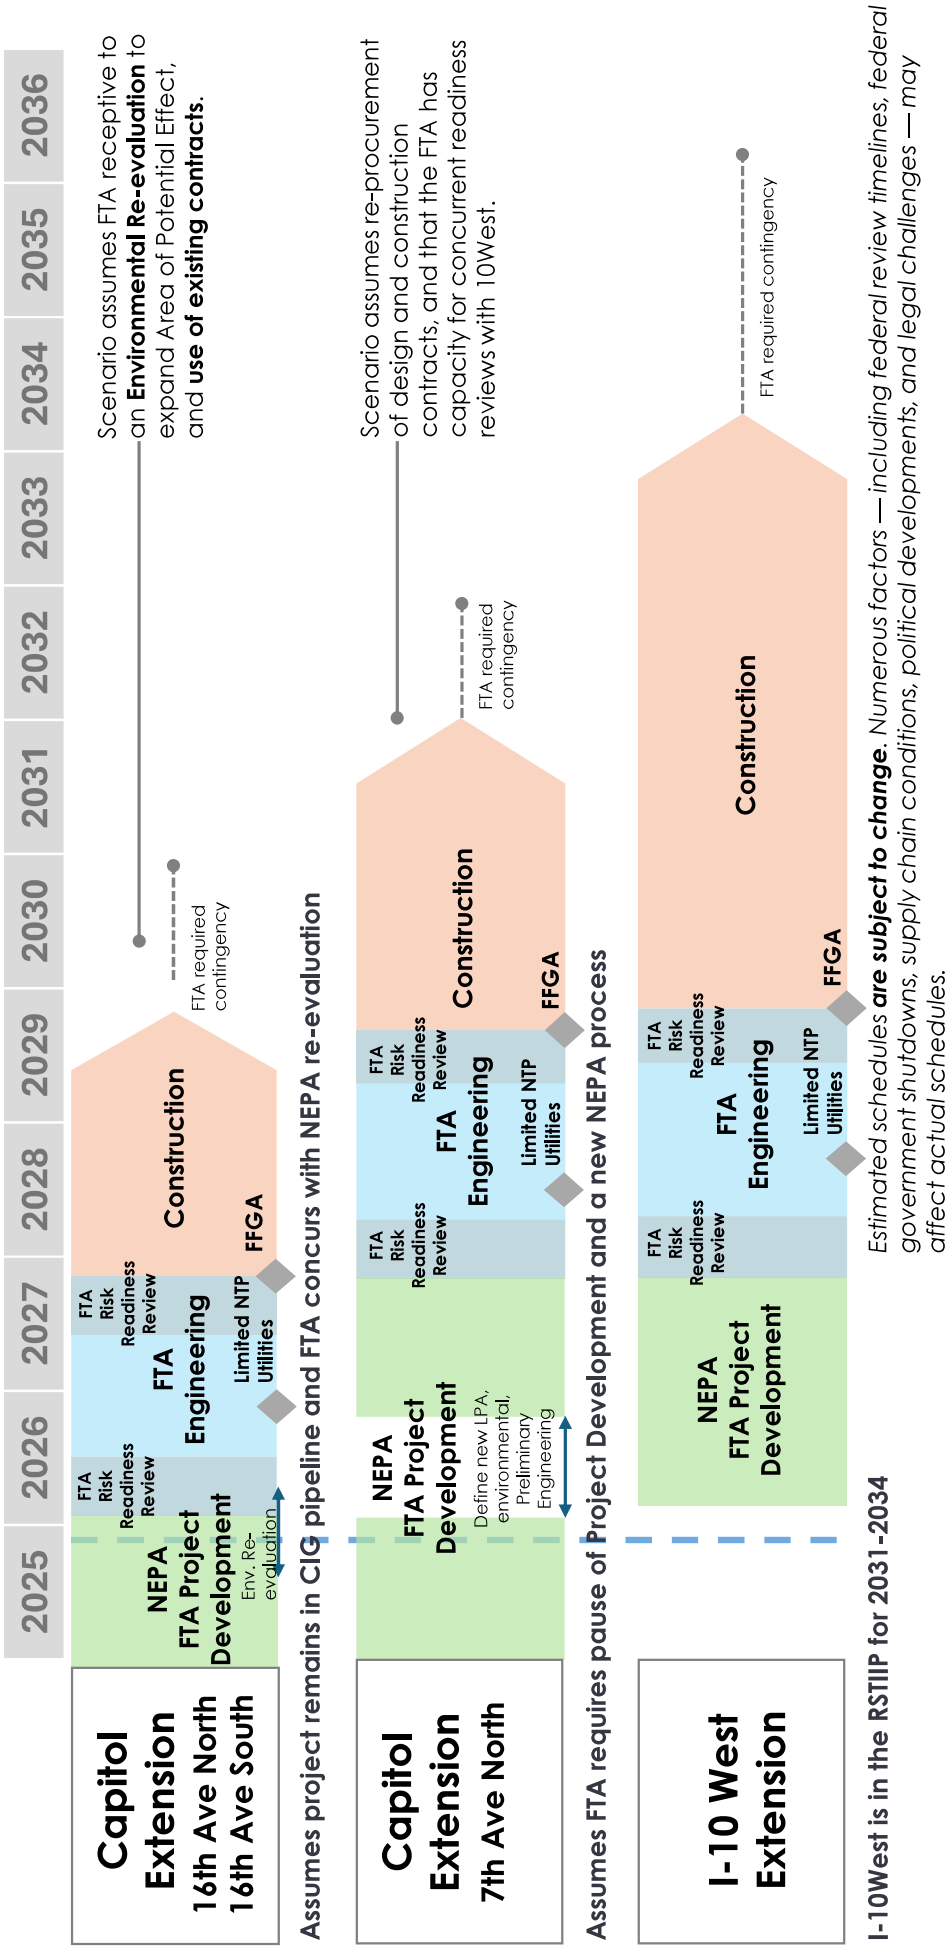 2025
2026
2027
2028
2029
2030
2031
2032
2033
2034
2035
2036
Capitol
Extension
16th Ave North
16th Ave South
NEPA
FTA Project
Development
Env. Re-
evaluation
FTA
Risk
Readiness
Review
FTA
Engineering
Limited NTP
Utilities
FTA
Risk
Readiness
Review
FFGA
Construction
FTA required
contingency
Scenario assumes FTA receptive to
an Environmental Re-evaluation to
expand Area of Potential Effect,
and use of existing contracts.
Assumes project remains in CIG pipeline and FTA concurs with NEPA re-evaluation
Capitol
Extension
7th Ave North
NEPA
FTA Project
Development
Define new LPA,
environmental,
Preliminary
Engineering
FTA
Risk
Readiness
Review
FTA
Engineering
Limited NTP
Utilities
FTA
Risk
Readiness
Review
FFGA
Construction
FTA required
contingency
Scenario assumes re-procurement
of design and construction
contracts, and that the FTA has
capacity for concurrent readiness
reviews with 10West.
Assumes FTA requires pause of Project Development and a new NEPA process
I-10 West
Extension
NEPA
FTA Project
Development
FTA
Risk
Readiness
Review
FTA
Engineering
Limited NTP
Utilities
FTA
Risk
Readiness
Review
FFGA
Construction
FTA required contingency
I-10West is in the RSTIIP for 2031-2034
Estimated schedules are subject to change. Numerous factors — including federal review timelines, federal
government shutdowns, supply chain conditions, political developments, and legal challenges — may
affect actual schedules.